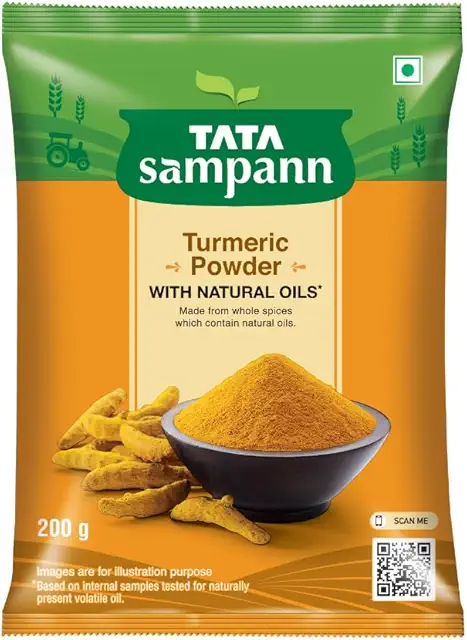 TATA
sampann
Turmeric
Powder
WITH NATURAL OILS*
Made from whole spices
which contain natural oils.
200 g
SCAN ME
Images are for illustration purpose
*Based on internal samples tested for naturally
present volatile oil.